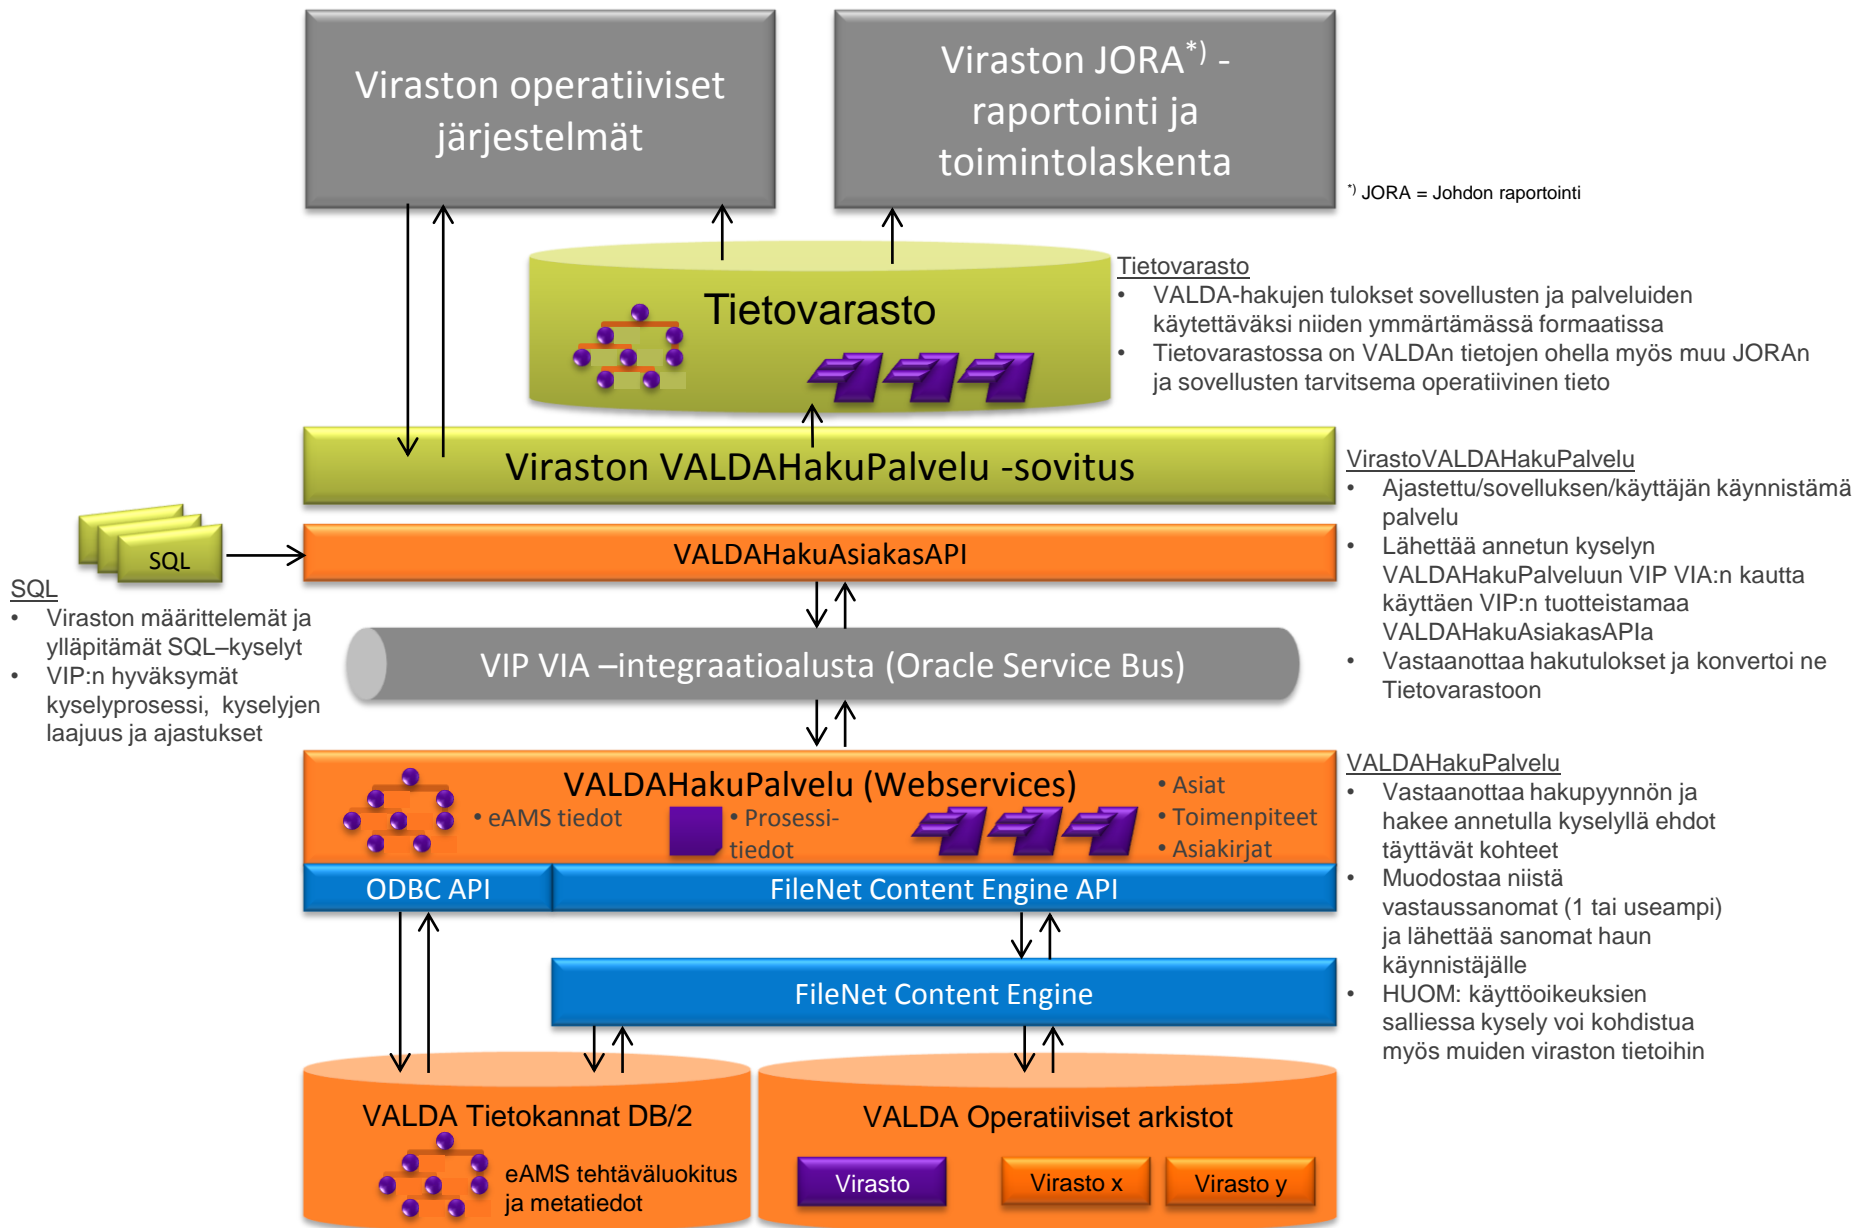 Viraston operatiiviset
järjestelmät
Viraston JORA*) -
raportointi ja
toimintolaskenta
*) JORA = Johdon raportointi
Tietovarasto
Tietovarasto
• VALDA-hakujen tulokset sovellusten ja palveluiden
käytettäväksi niiden ymmärtämässä formaatissa
• Tietovarastossa on VALDAn tietojen ohella myös muu JORAn
ja sovellusten tarvitsema operatiivinen tieto
Viraston VALDAHakuPalvelu -sovitus
VirastoVALDAHakuPalvelu
• Ajastettu/sovelluksen/käyttäjän käynnistämä
palvelu
• Lähettää annetun kyselyn
VALDAHakuPalveluun VIP VIA:n kautta
käyttäen VIP:n tuotteistamaa
VALDAHakuAsiakasAPIa
• Vastaanottaa hakutulokset ja konvertoi ne
Tietovarastoon
SQL
VALDAHakuAsiakasAPI
SQL
• Viraston määrittelemät ja
ylläpitämät SQL–kyselyt
• VIP:n hyväksymät
kyselyprosessi, kyselyjen
laajuus ja ajastukset
VIP VIA –integraatioalusta (Oracle Service Bus)
VALDAHakuPalvelu (Webservices)
• eAMS tiedot
• Prosessi-
tiedot
• Asiat
• Toimenpiteet
• Asiakirjat
VALDAHakuPalvelu
• Vastaanottaa hakupyynnön ja
hakee annetulla kyselyllä ehdot
täyttävät kohteet
• Muodostaa niistä
vastaussanomat (1 tai useampi)
ja lähettää sanomat haun
käynnistäjälle
• HUOM: käyttöoikeuksien
salliessa kysely voi kohdistua
myös muiden viraston tietoihin
ODBC API
FileNet Content Engine API
FileNet Content Engine
VALDA Tietokannat DB/2
eAMS tehtäväluokitus
ja metatiedot
VALDA Operatiiviset arkistot
Virasto
Virasto x
Virasto y